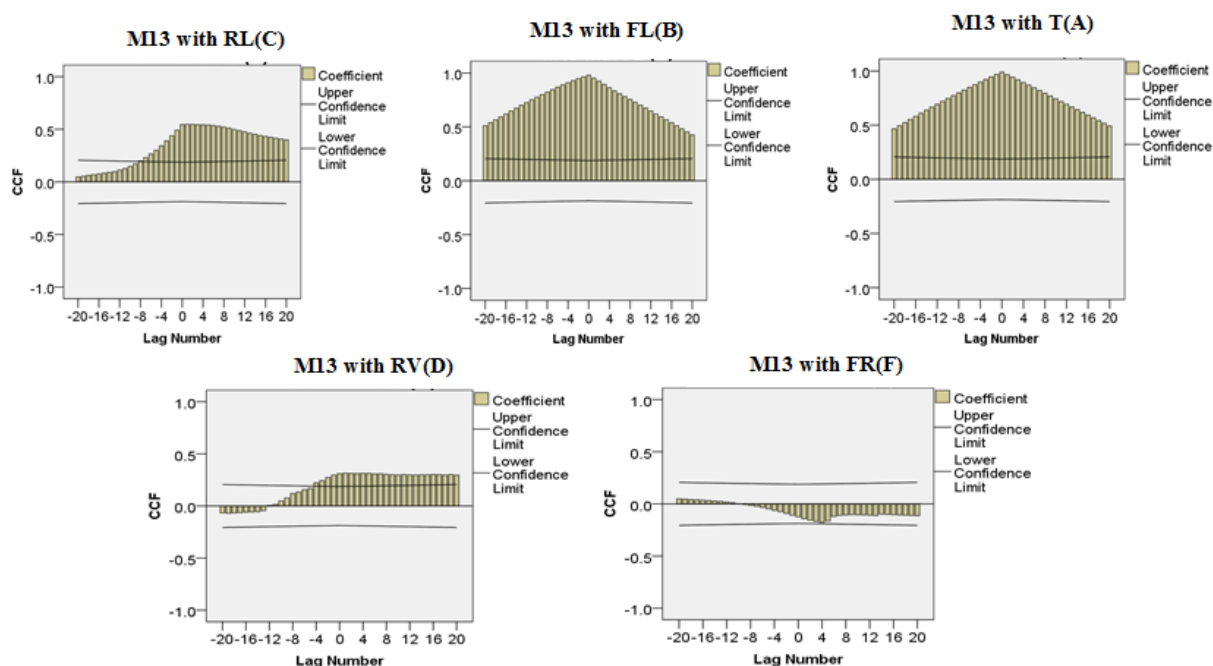 M13 with RL(C)
1.0
0.5
0.0
-0.5
-1.0
CCF
-20 -16 -12 -8 -4 0 4 8 12 16 20
Lag Number
Coefficient
Upper
Confidence
Limit
Lower
Confidence
Limit
M13 with FL(B)
1.0
0.5
0.0
-0.5
-1.0
CCF
-20 -16 -12 -8 -4 0 4 8 12 16 20
Lag Number
Coefficient
Upper
Confidence
Limit
Lower
Confidence
Limit
M13 with T(A)
1.0
0.5
0.0
-0.5
-1.0
CCF
-20 -16 -12 -8 -4 0 4 8 12 16 20
Lag Number
Coefficient
Upper
Confidence
Limit
Lower
Confidence
Limit
M13 with RV(D)
1.0
0.5
0.0
-0.5
-1.0
CCF
-20 -16 -12 -8 -4 0 4 8 12 16 20
Lag Number
Coefficient
Upper
Confidence
Limit
Lower
Confidence
Limit
M13 with FR(F)
1.0
0.5
0.0
-0.5
-1.0
CCF
-20 -16 -12 -8 -4 0 4 8 12 16 20
Lag Number
Coefficient
Upper
Confidence
Limit
Lower
Confidence
Limit